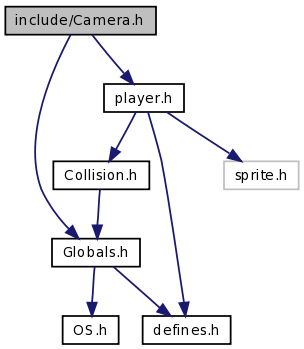 include/Camera.h
player.h
Collision.h
sprite.h
Globals.h
OS.h
defines.h